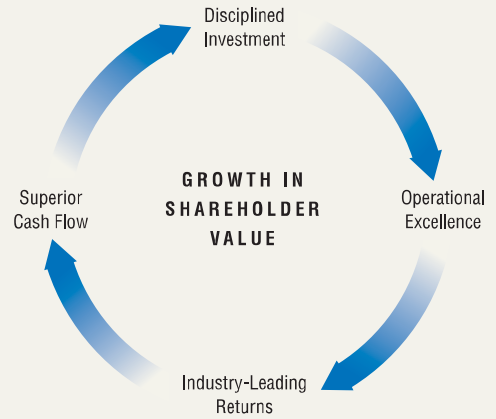 Disciplined
Investment
GROWTH IN
SHAREHOLDER
VALUE
Superior
Cash Flow
Operational
Excellence
Industry-Leading
Returns